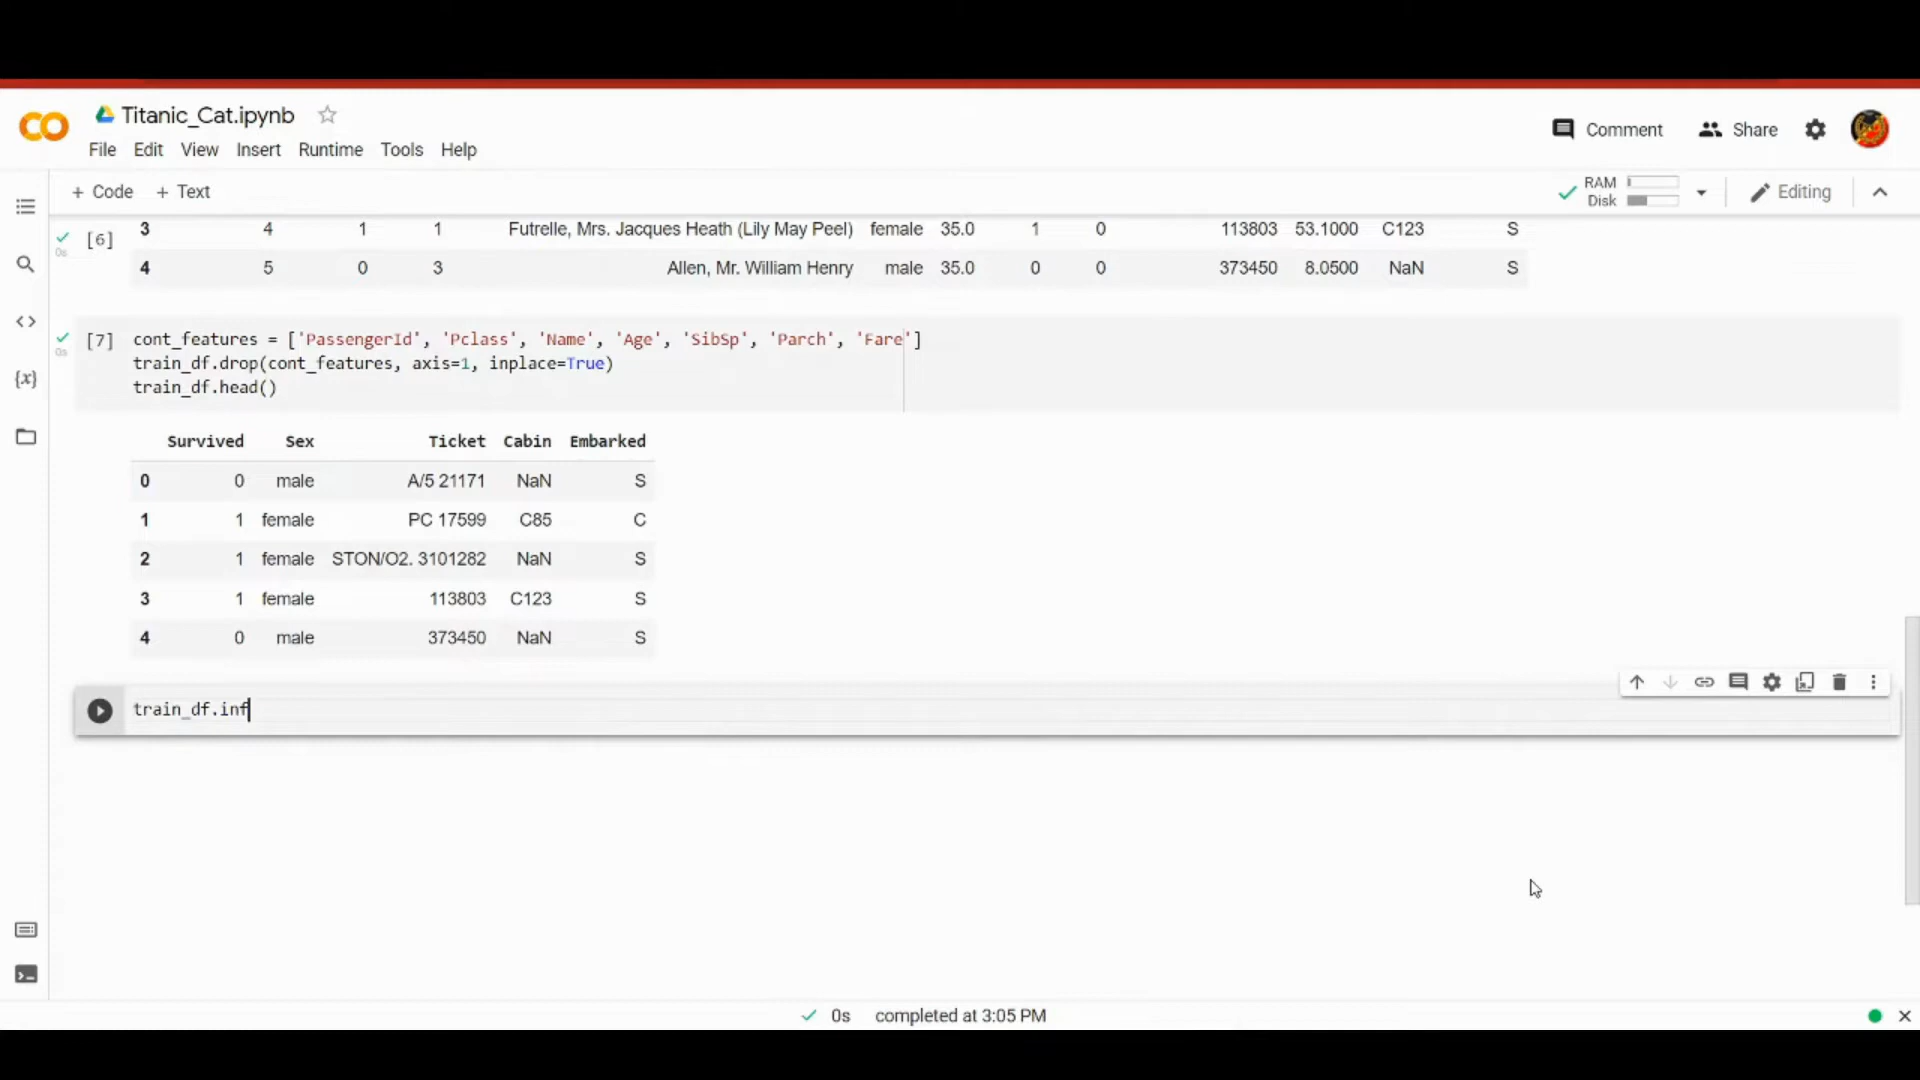 Titanic_Cat.ipynb
File Edit View Insert Runtime Tools Help
Comment Share
+ Code + Text
RAM
Disk
Editing
[6]
3 4 1 1 Futrelle, Mrs. Jacques Heath (Lily May Peel) female 35.0 1 0 113803 53.1000 C123 S
0s
4 5 0 3 Allen, Mr. William Henry male 35.0 0 0 373450 8.0500 NaN S
[7] cont_features = ['PassengerId', 'Pclass', 'Name', 'Age', 'SibSp', 'Parch', 'Fare']
0s
train_df.drop(cont_features, axis=1, inplace=True)
train_df.head()
Survived Sex Ticket Cabin Embarked
0 0 male A/5 21171 NaN S
1 1 female PC 17599 C85 C
2 1 female STON/O2. 3101282 NaN S
3 1 female 113803 C123 S
4 0 male 373450 NaN S
train_df.inf
0s completed at 3:05 PM